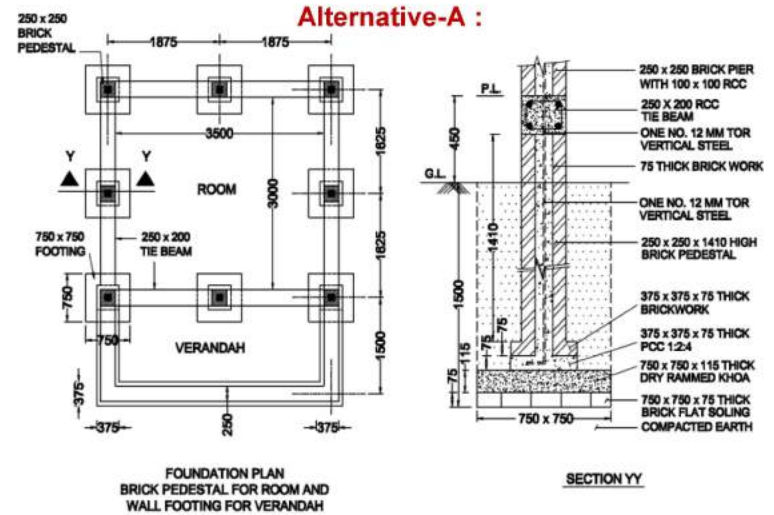 Alternative-A :
250 x 250
BRICK
PEDESTAL
1875
1875
3500
1625
Y
Y
ROOM
3000
750 x 750
FOOTING
250 x 200
TIE BEAM
1625
750
750
VERANDAH
1500
375
375
250
375
FOUNDATION PLAN
BRICK PEDESTAL FOR ROOM AND
WALL FOOTING FOR VERANDAH
P.L.
450
G.L.
1410
1500
75
75
115
75
750 x 750
250 x 250 BRICK PIER
WITH 100 x 100 RCC
250 X 200 RCC
TIE BEAM
ONE NO. 12 MM TOR
VERTICAL STEEL
75 THICK BRICK WORK
ONE NO. 12 MM TOR
VERTICAL STEEL
250 x 250 x 1410 HIGH
BRICK PEDESTAL
375 x 375 x 75 THICK
BRICKWORK
375 x 375 x 75 THICK
PCC 1:2:4
750 x 750 x 115 THICK
DRY RAMMED KHOA
750 x 750 x 75 THICK
BRICK FLAT SOLING
COMPACTED EARTH
SECTION YY